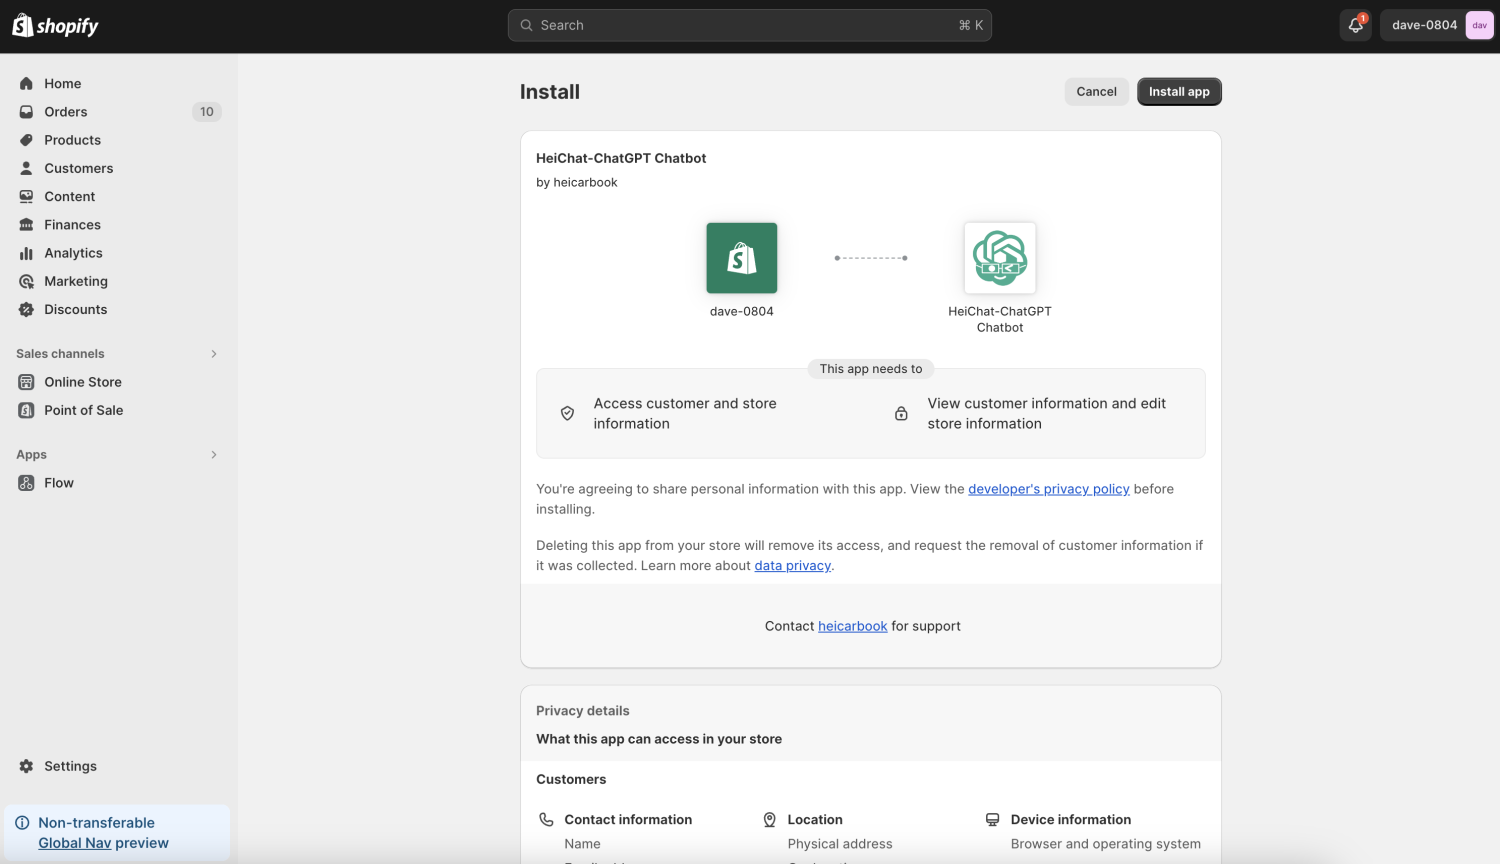 shopify
Search
⌘ K
1
dave-0804
dav
Home
Orders
10
Products
Customers
Content
Finances
Analytics
Marketing
Discounts
Sales channels
Online Store
Point of Sale
Apps
Flow
Settings
Non-transferable
Global Nav preview
Install
Cancel
Install app
HeiChat-ChatGPT Chatbot
by heicarbook
dave-0804
HeiChat-ChatGPT
Chatbot
This app needs to
Access customer and store
information
View customer information and edit
store information
You're agreeing to share personal information with this app. View the developer's privacy policy before
installing.
Deleting this app from your store will remove its access, and request the removal of customer information if
it was collected. Learn more about data privacy.
Contact heicarbook for support
Privacy details
What this app can access in your store
Customers
Contact information
Name
Location
Physical address
Device information
Browser and operating system